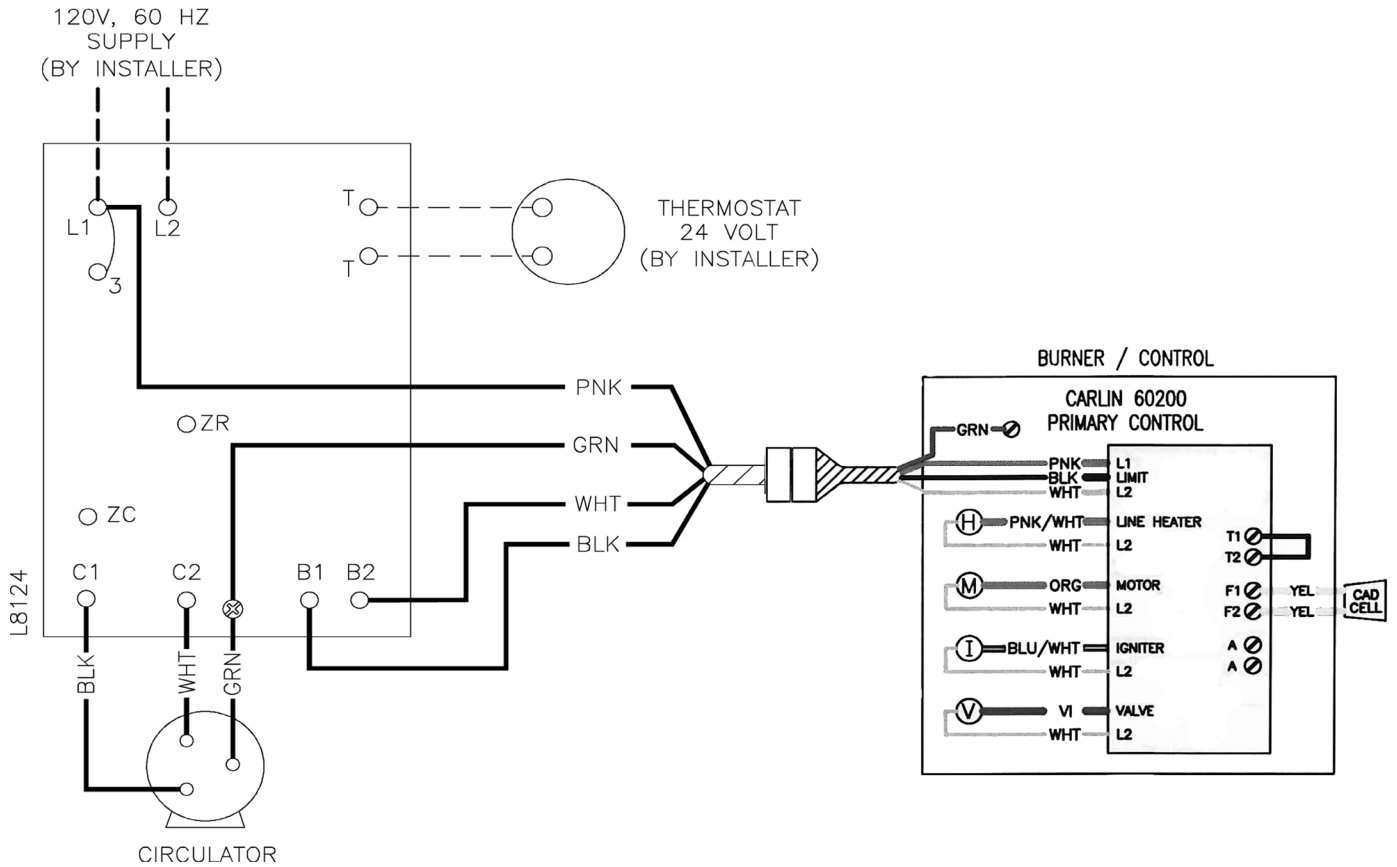 120V, 60 HZ
SUPPLY
(BY INSTALLER)
L1
L2
3
T
T
THERMOSTAT
24 VOLT
(BY INSTALLER)
ZR
ZC
C1
C2
B1
B2
L8124
PNK
GRN
WHT
BLK
BLK
WHT
GRN
CIRCULATOR
BURNER / CONTROL
CARLIN 60200
PRIMARY CONTROL
GRN
PNK L1
BLK LIMIT
WHT L2
H PNK/WHT LINE HEATER
WHT L2
M ORG MOTOR
WHT L2
I BLU/WHT IGNITER
WHT L2
V VI VALVE
WHT L2
T1
T2
F1 YEL
F2 YEL
CAD
CELL
A
A